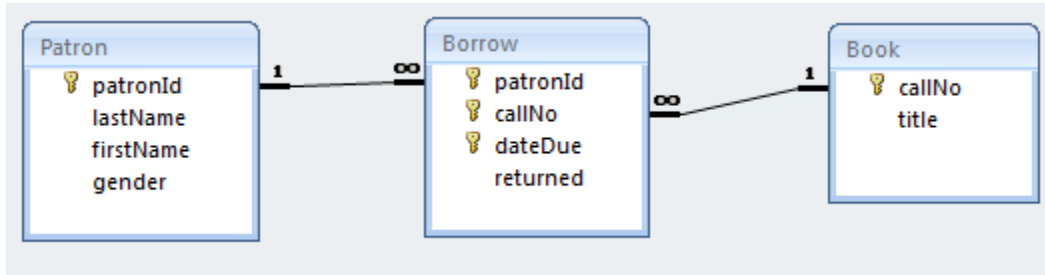 Patron
patronId
lastName
firstName
gender
1
∞
Borrow
patronId
callNo
dateDue
returned
∞
1
Book
callNo
title